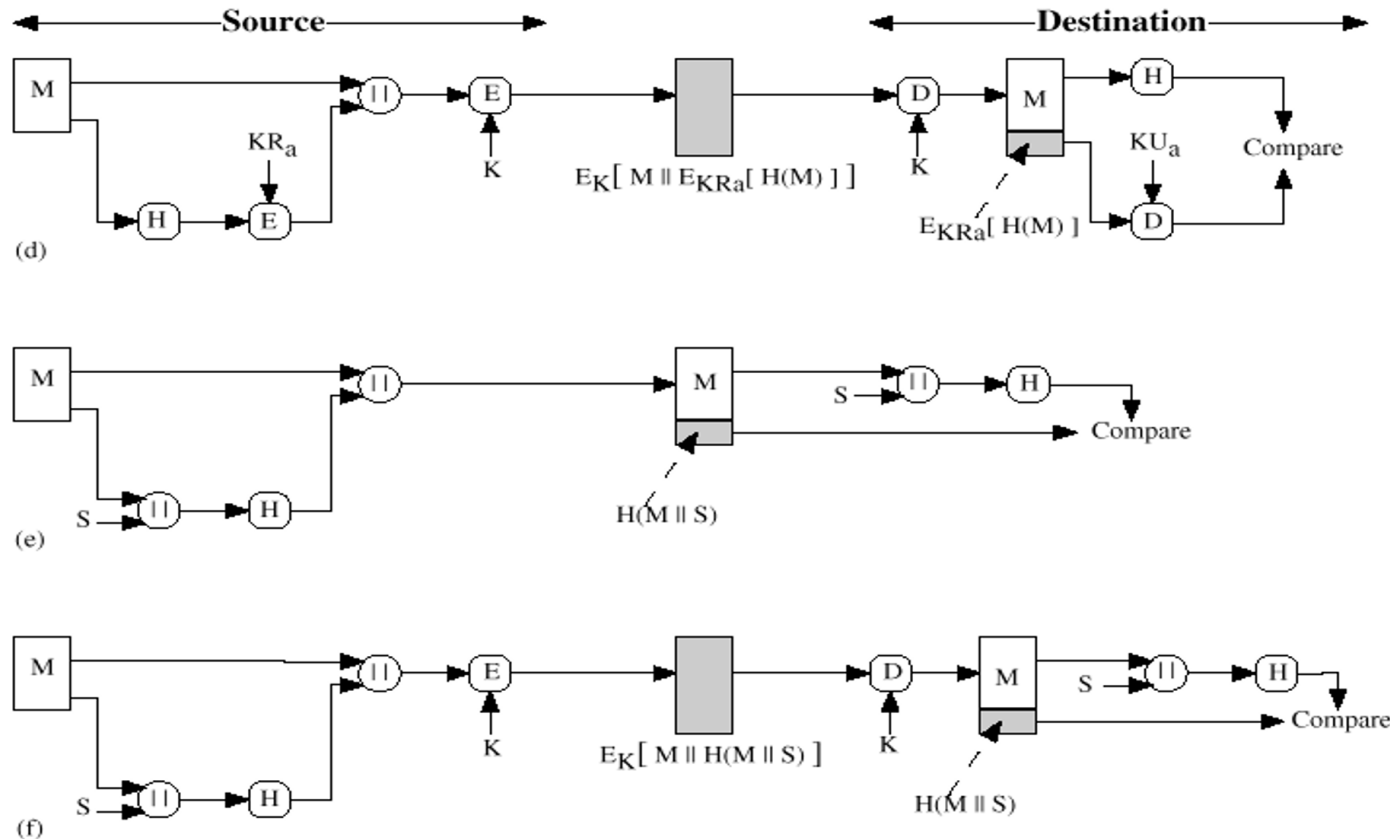 Source
Destination
M
||
E
K
KRa
H
E
EK[ M || EKRa[ H(M) ] ]
D
K
M
EKRa[ H(M) ]
H
KUa
D
Compare
(d)
M
||
S
||
H
M
H(M || S)
S
||
H
Compare
(e)
M
||
E
K
S
||
H
EK[ M || H(M || S) ]
D
K
M
H(M || S)
S
||
H
Compare
(f)